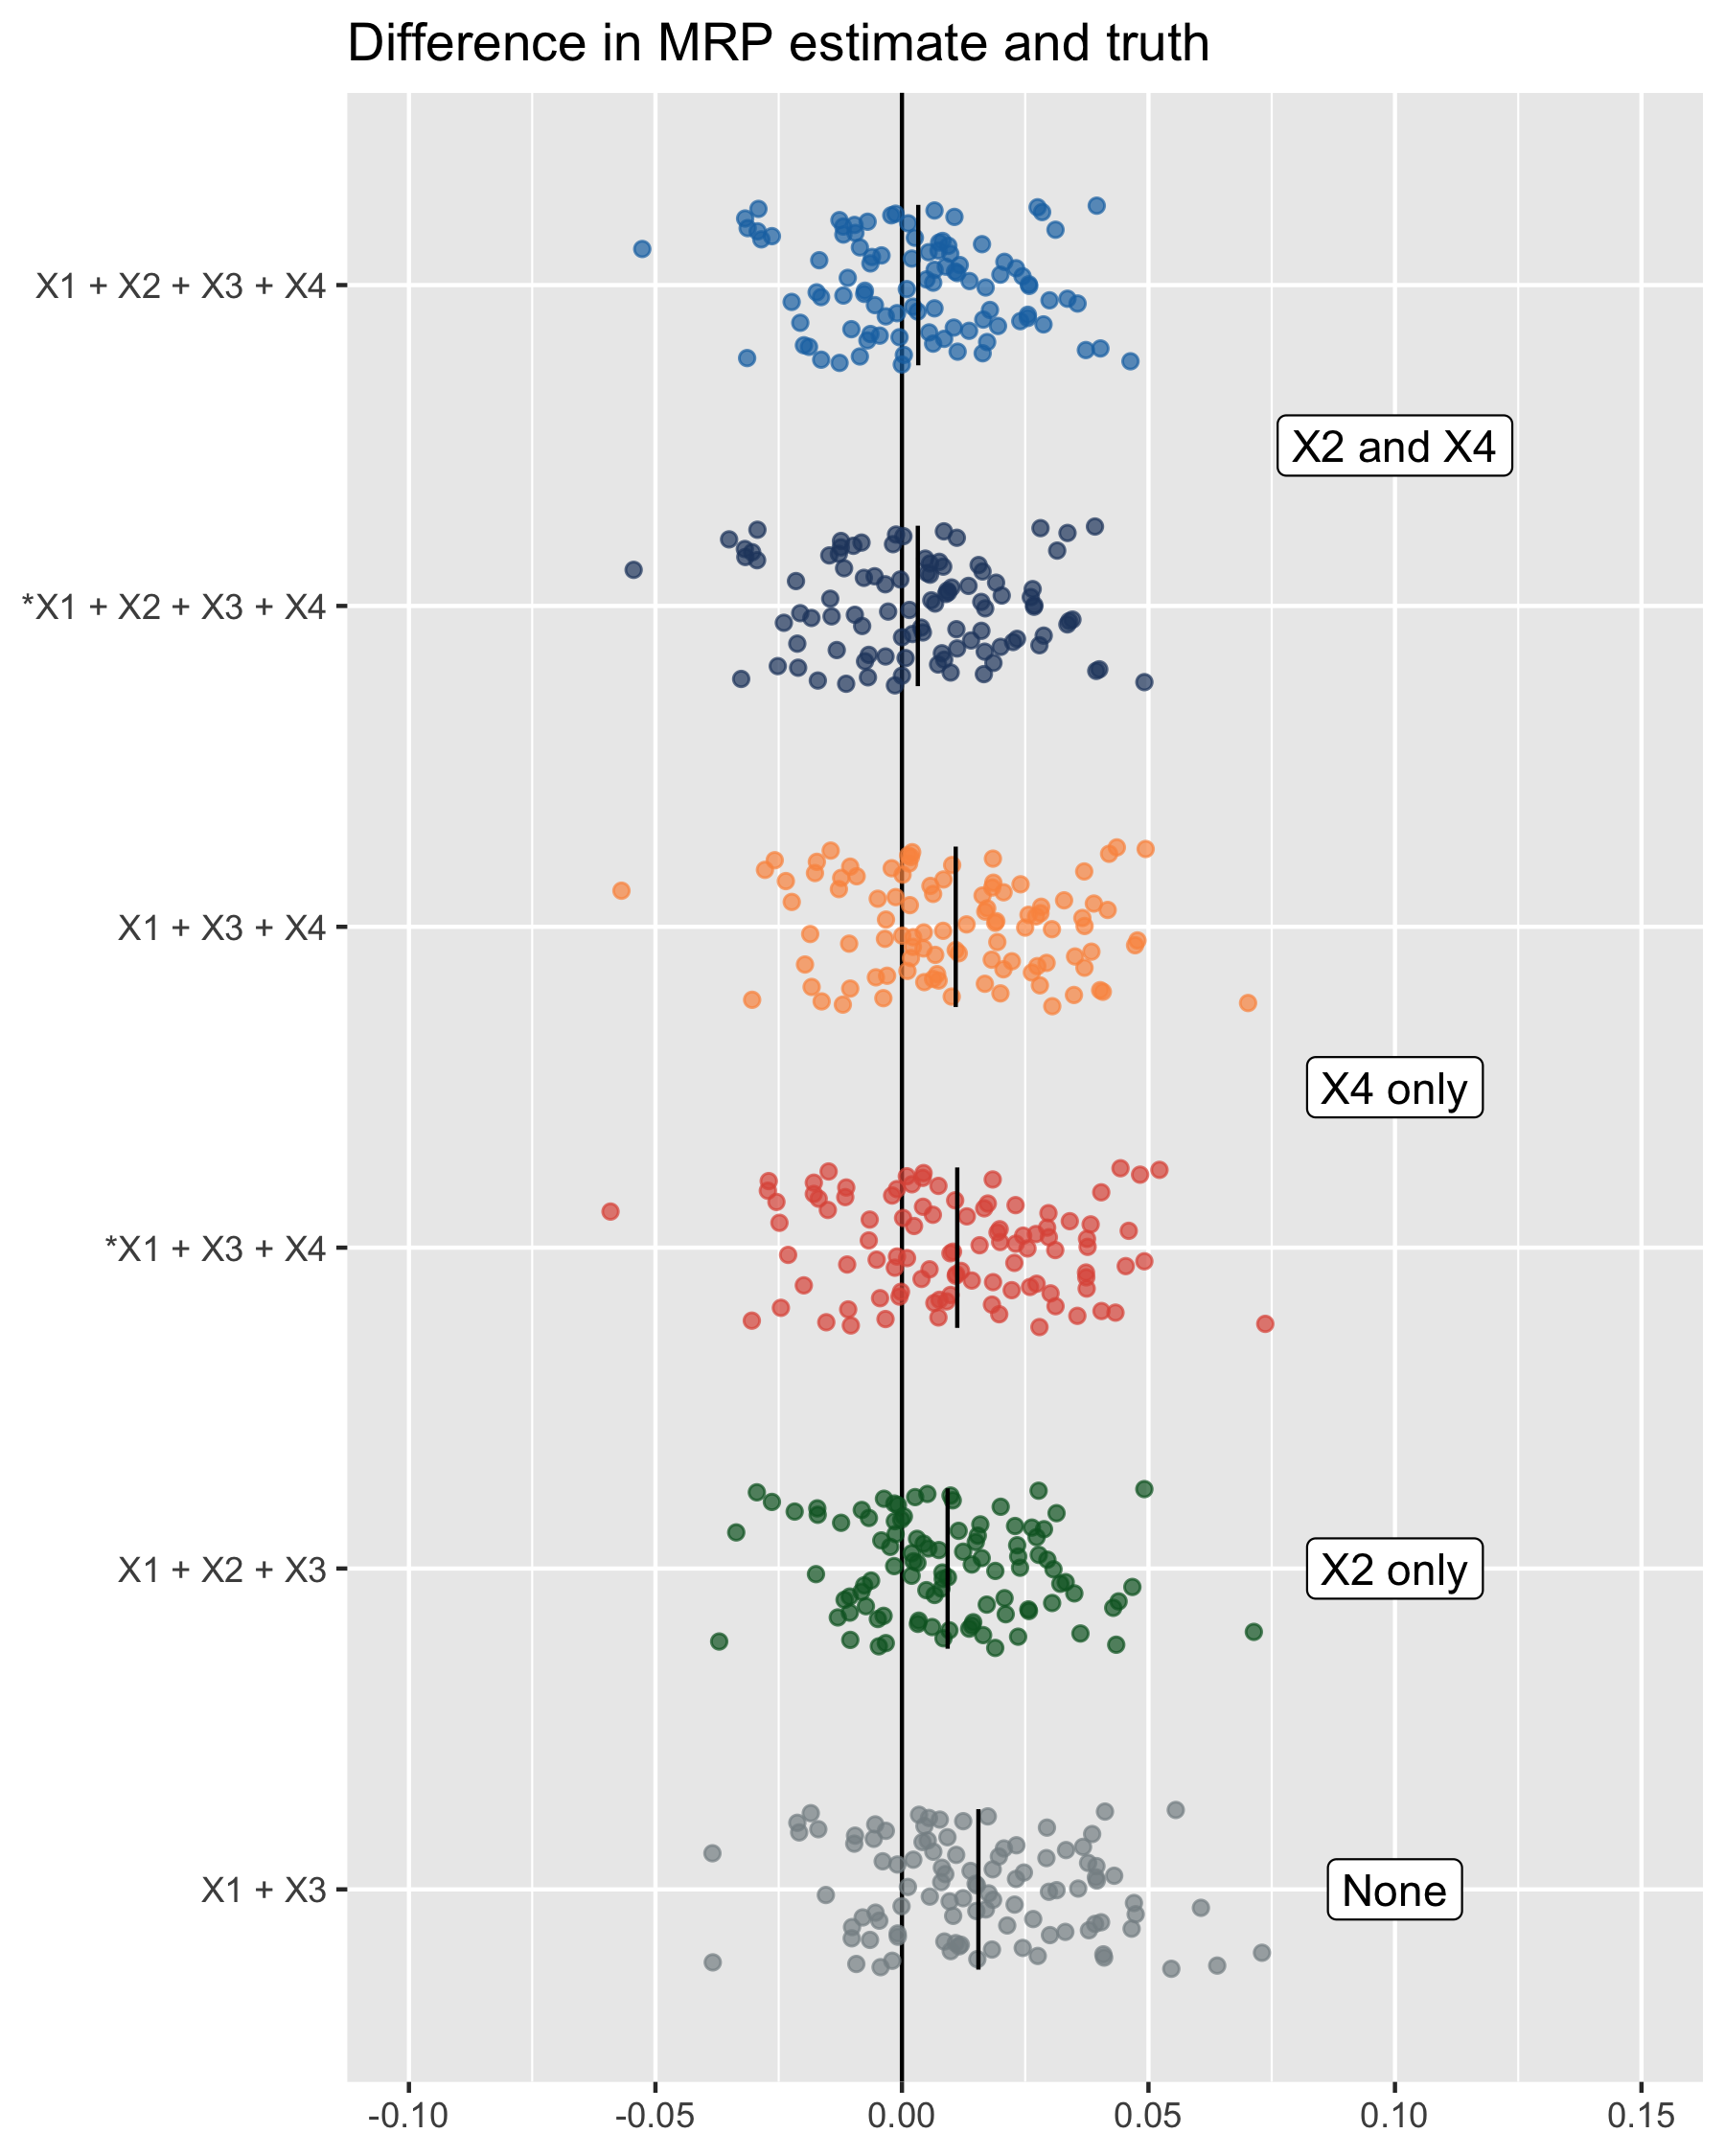 Difference in MRP estimate and truth
X1 + X2 + X3 + X4
X2 and X4
*X1 + X2 + X3 + X4
X1 + X3 + X4
X4 only
*X1 + X3 + X4
X1 + X2 + X3
X2 only
X1 + X3
None
-0.10 -0.05 0.00 0.05 0.10 0.15